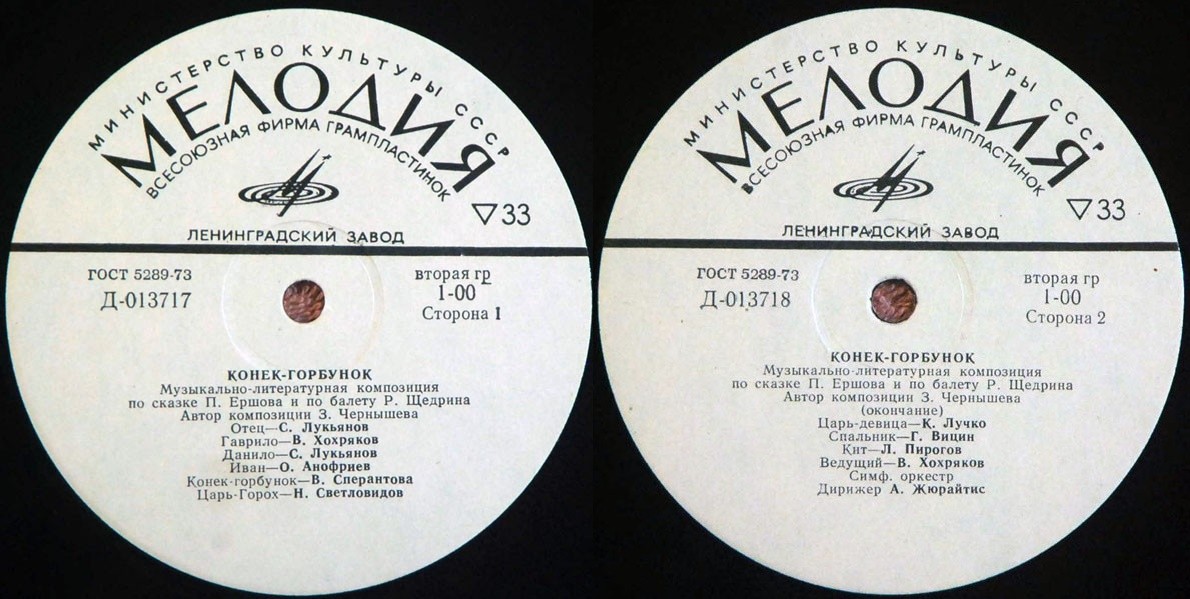 МИНИСТЕРСТВО КУЛЬТУРЫ СССР
МЕЛОДИЯ
ВСЕСОЮЗНАЯ ФИРМА ГРАМПЛАСТИНОК
▽33
ЛЕНИНГРАДСКИЙ ЗАВОД
ГОСТ 5289-73
Д-013717
вторая гр
1-00
Сторона 1
КОНЕК-ГОРБУНОК
Музыкально-литературная композиция
по сказке П. Ершова и по балету Р. Щедрина
Автор композиции З. Чернышева
Отец—С. Лукьянов
Гаврило—В. Хохряков
Данило—С. Лукьянов
Иван—О. Анофриев
Конек-горбунок—В. Сперантова
Царь-Горох—Н. Светловидов
МИНИСТЕРСТВО КУЛЬТУРЫ СССР
МЕЛОДИЯ
ВСЕСОЮЗНАЯ ФИРМА ГРАМПЛАСТИНОК
▽33
ЛЕНИНГРАДСКИЙ ЗАВОД
ГОСТ 5289-73
Д-013718
вторая гр
1-00
Сторона 2
КОНЕК-ГОРБУНОК
Музыкально-литературная композиция
по сказке П. Ершова и по балету Р. Щедрина
Автор композиции З. Чернышева
(окончание)
Царь-девица—К. Лучко
Спальник—Г. Вицин
Кит—Л. Пирогов
Ведущий—В. Хохряков
Симф. оркестр
Дирижер А. Жюрайтис